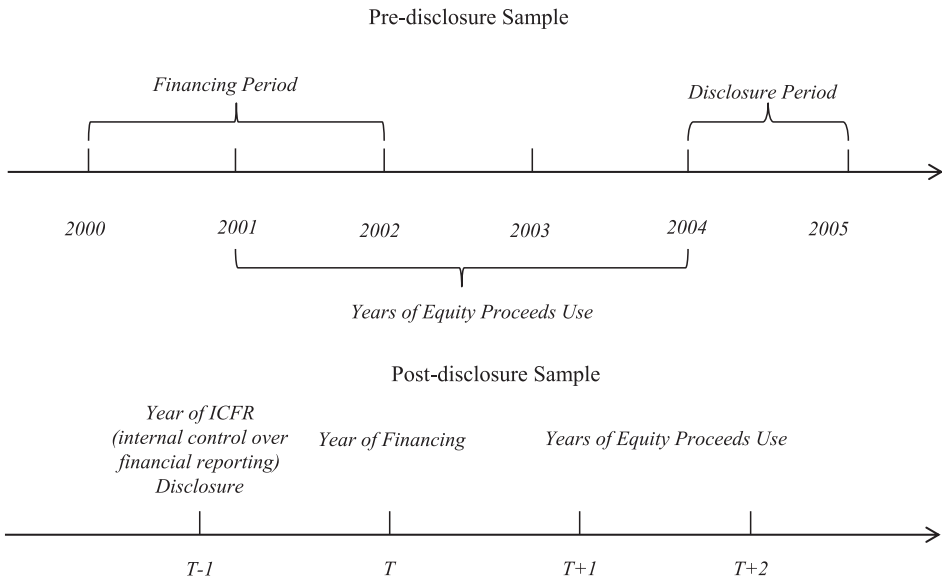 Pre-disclosure Sample
Financing Period
Disclosure Period
2000
2001
2002
2003
2004
2005
Years of Equity Proceeds Use
Post-disclosure Sample
Year of ICFR
(internal control over
financial reporting)
Disclosure
Year of Financing
Years of Equity Proceeds Use
T-1
T
T+1
T+2